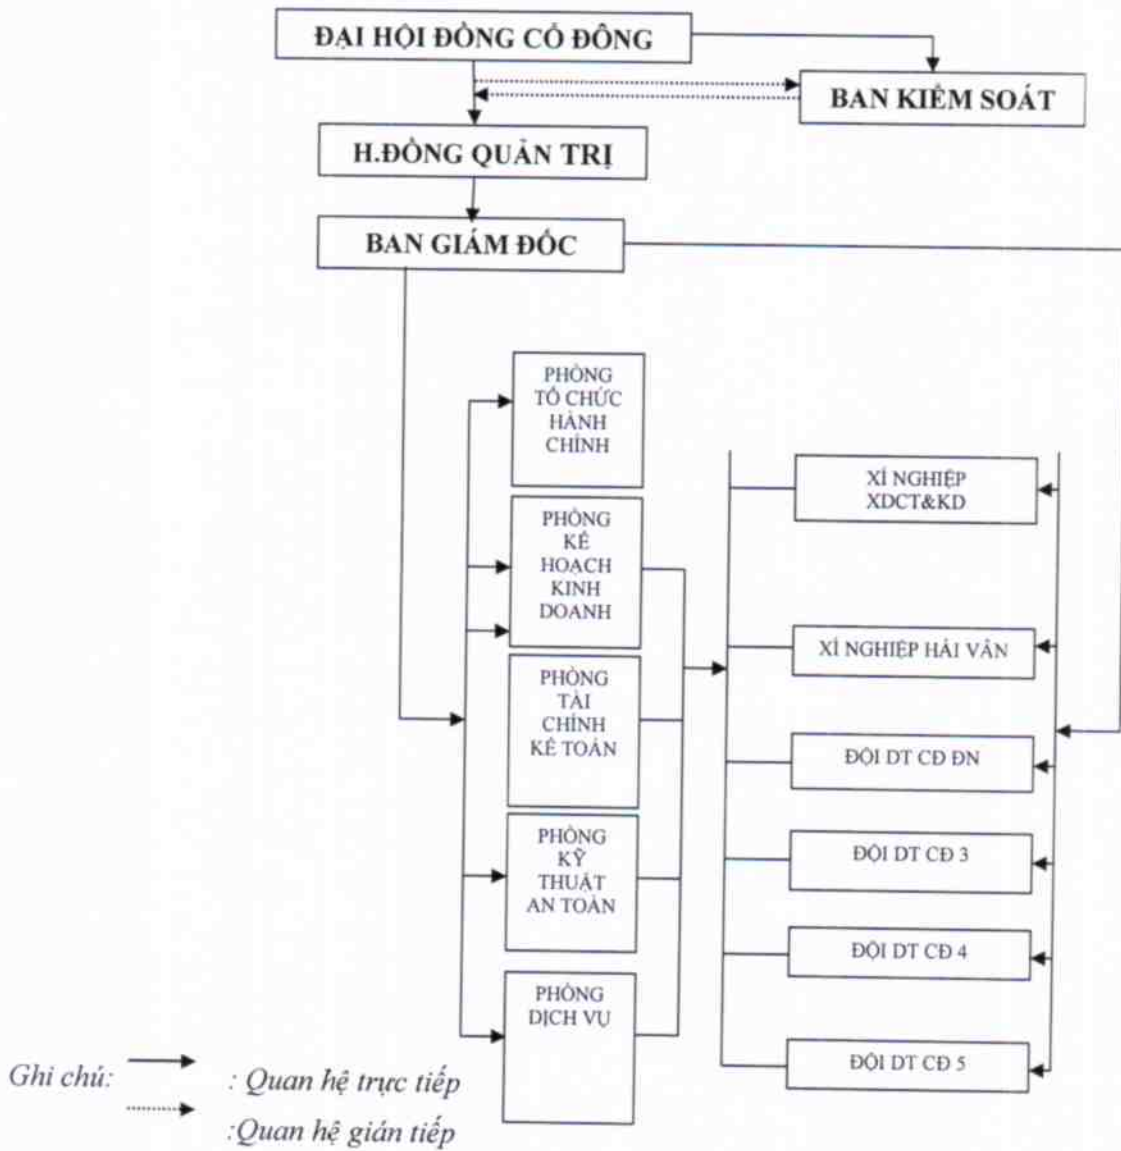 ĐẠI HỘI ĐỒNG CỔ ĐÔNG
BAN KIỂM SOÁT
H.ĐỒNG QUẢN TRỊ
BAN GIÁM ĐỐC
PHÒNG
TỔ CHỨC
HÀNH
CHÍNH
PHÒNG
KẾ
HOẠCH
KINH
DOANH
PHÒNG
TÀI
CHÍNH
KẾ TOÁN
PHÒNG
KỸ
THUẬT
AN TOÀN
PHÒNG
DỊCH VỤ
XÍ NGHIỆP
XDCT&KD
XÍ NGHIỆP HẢI VÂN
ĐỘI DT CĐ ĐN
ĐỘI DT CĐ 3
ĐỘI DT CĐ 4
ĐỘI DT CĐ 5
Ghi chú:
: Quan hệ trực tiếp
:Quan hệ gián tiếp